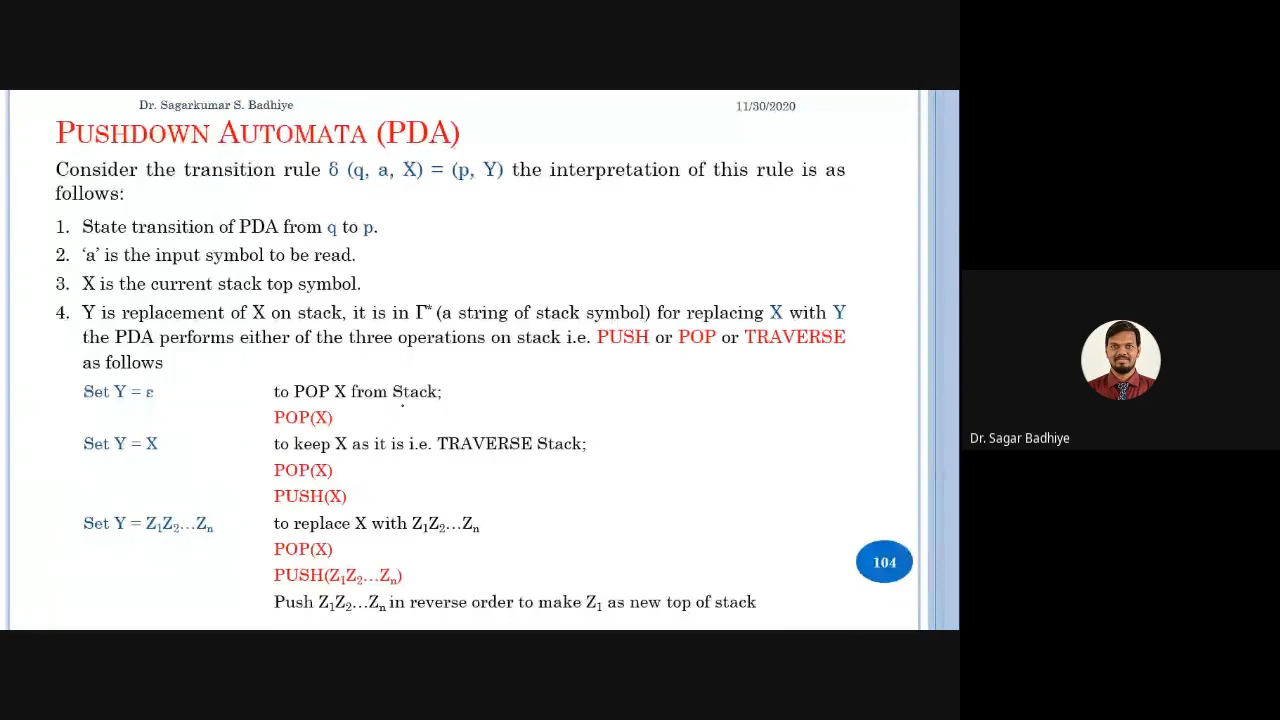 Dr. Sagarkumar S. Badhiye
11/30/2020
PUSHDOWN AUTOMATA (PDA)
Consider the transition rule δ (q, a, X) = (p, Y) the interpretation of this rule is as
follows:
1. State transition of PDA from q to p.
2. ‘a’ is the input symbol to be read.
3. X is the current stack top symbol.
4. Y is replacement of X on stack, it is in Γ* (a string of stack symbol) for replacing X with Y
the PDA performs either of the three operations on stack i.e. PUSH or POP or TRAVERSE
as follows
Set Y = ε to POP X from Stack;
POP(X)
Set Y = X to keep X as it is i.e. TRAVERSE Stack;
POP(X)
PUSH(X)
Set Y = Z₁Z₂…Zₙ to replace X with Z₁Z₂…Zₙ
POP(X)
PUSH(Z₁Z₂…Zₙ)
Push Z₁Z₂…Zₙ in reverse order to make Z₁ as new top of stack
104
Dr. Sagar Badhiye